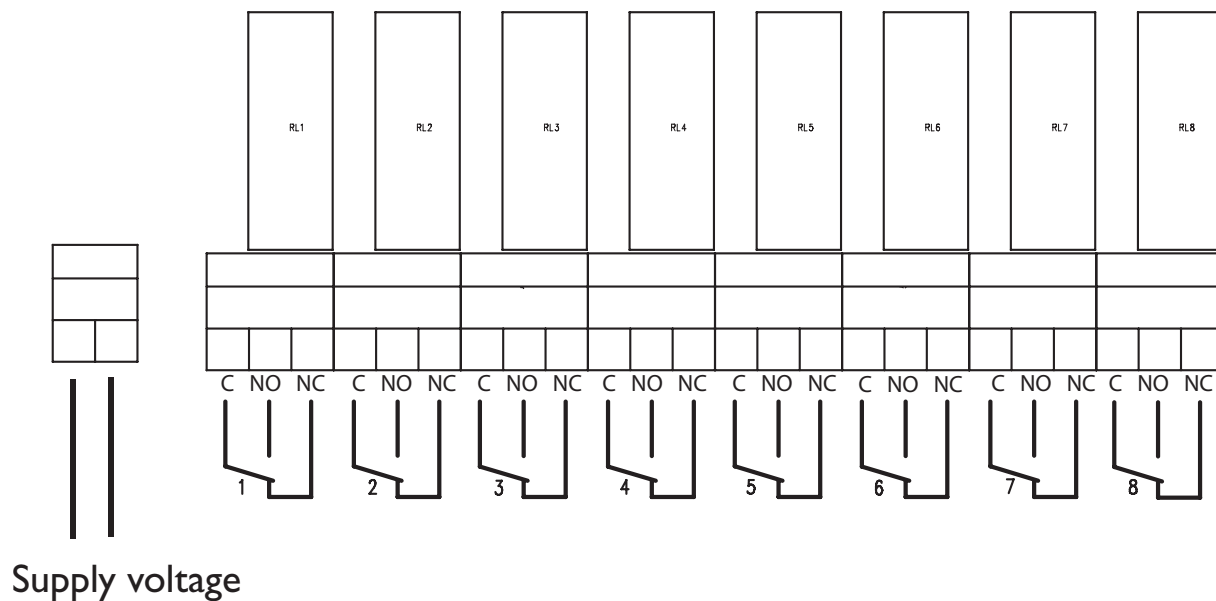 RL1 RL2 RL3 RL4 RL5 RL6 RL7 RL8
C NO NC C NO NC C NO NC C NO NC C NO NC C NO NC C NO NC C NO NC
1 2 3 4 5 6 7 8
Supply voltage